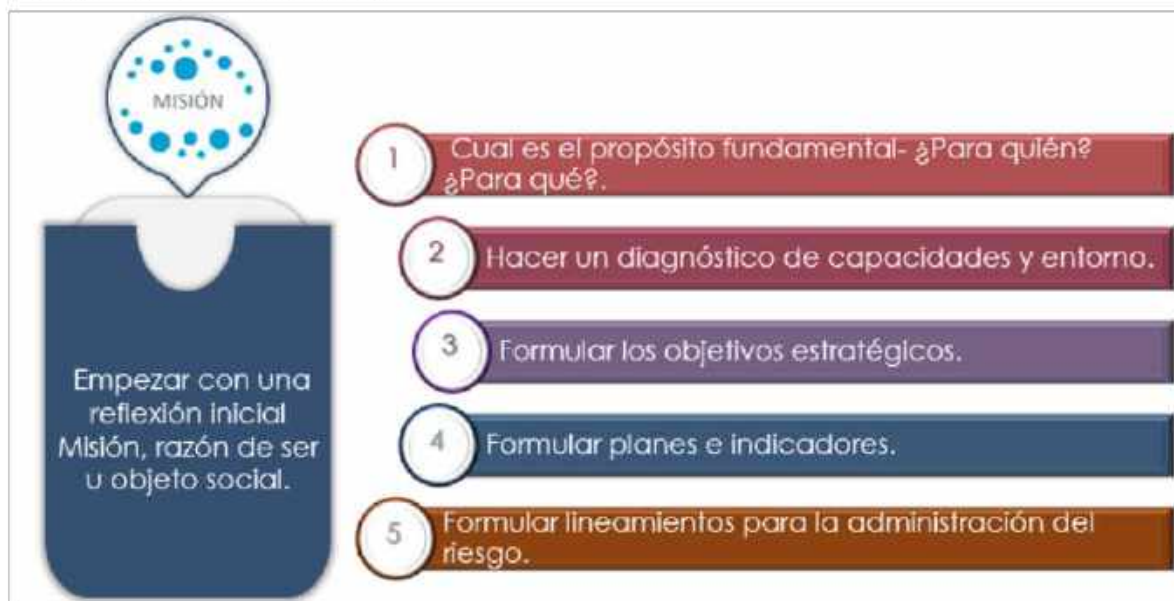 MISIÓN
Empezar con una
reflexión inicial
Misión, razón de ser
u objeto social.
1
Cual es el propósito fundamental- ¿Para quién?
¿Para qué?.
2
Hacer un diagnóstico de capacidades y entorno.
3
Formular los objetivos estratégicos.
4
Formular planes e indicadores.
5
Formular lineamientos para la administración del
riesgo.